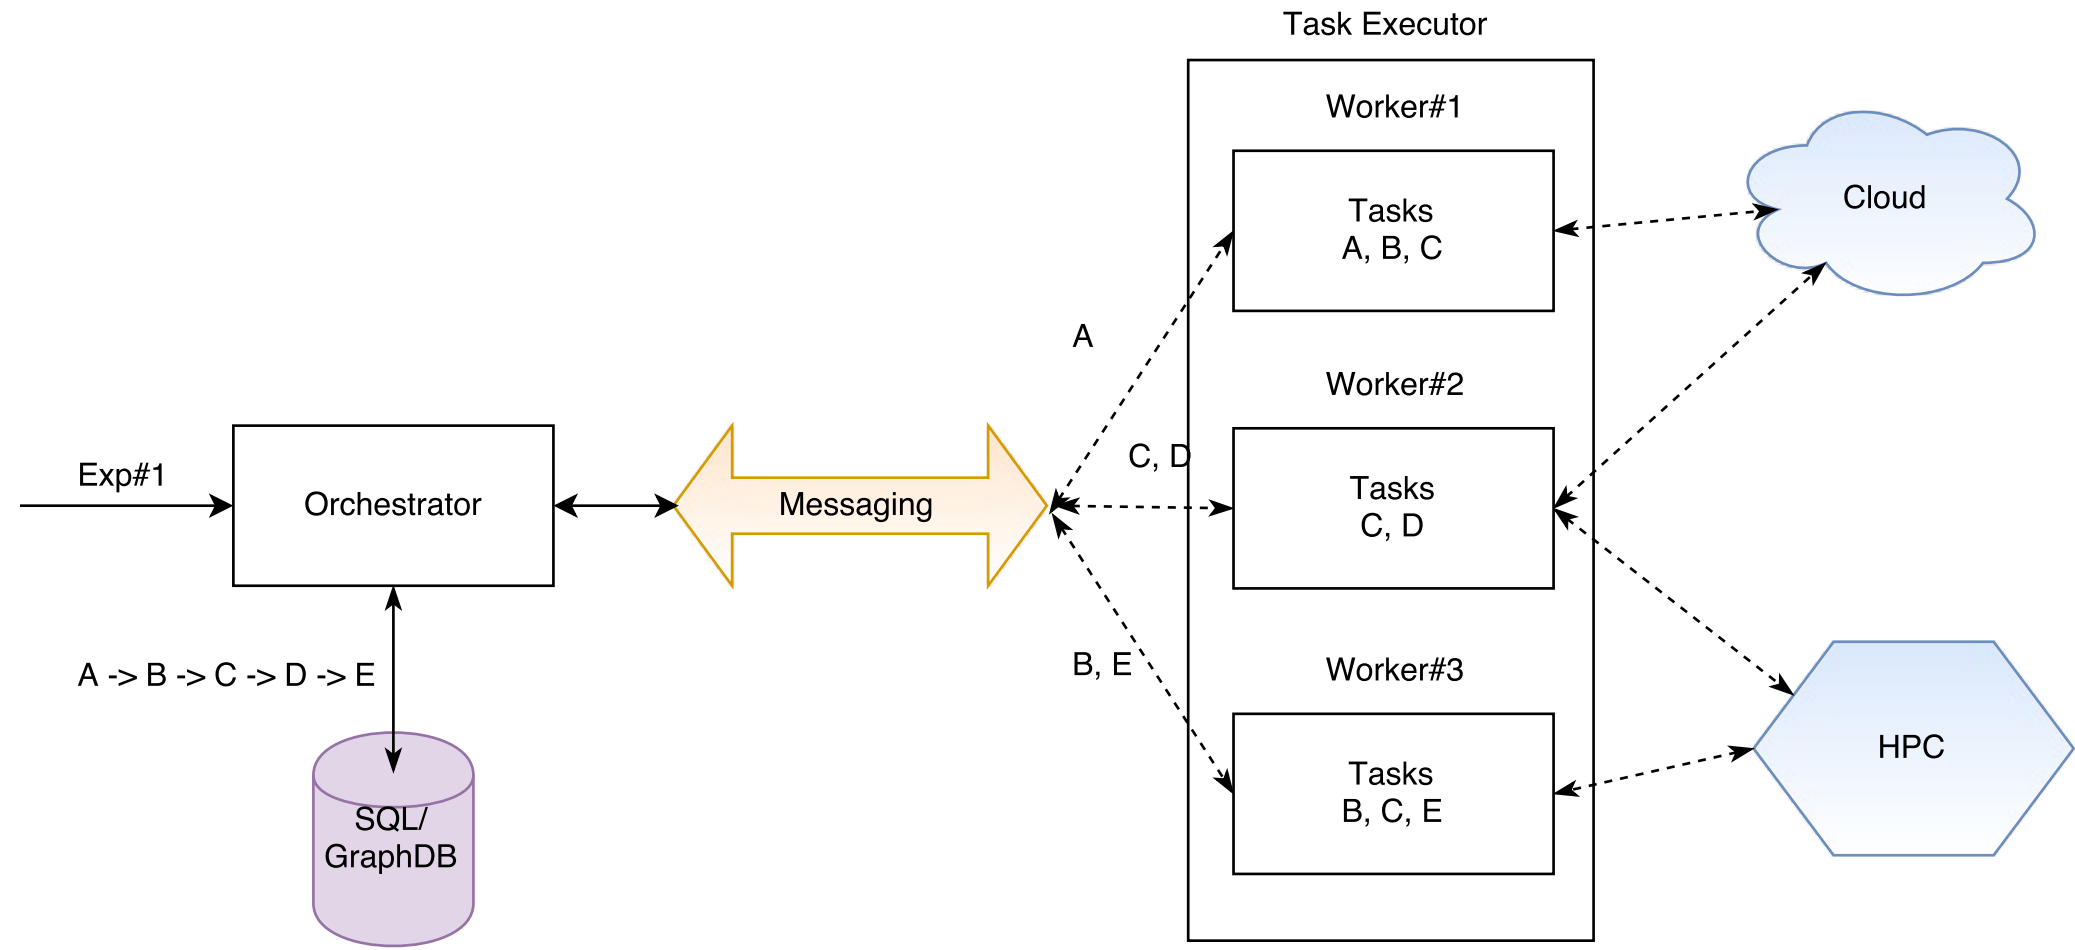 Task Executor
Worker#1
Tasks
A, B, C
Cloud
A
Worker#2
C, D
Tasks
C, D
Exp#1
Orchestrator
Messaging
A -> B -> C -> D -> E
B, E
Worker#3
Tasks
B, C, E
HPC
SQL/
GraphDB